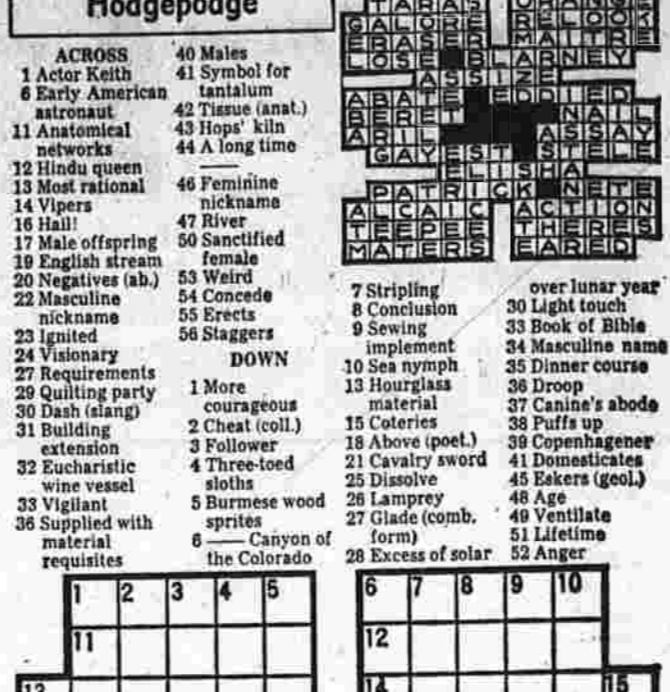 Hodgepodge
ACROSS
1 Actor Keith
6 Early American
astronaut
11 Anatomical
networks
12 Hindu queen
13 Most rational
14 Vipers
16 Hail!
17 Male offspring
19 English stream
20 Negatives (ab.)
22 Masculine
nickname
23 Ignited
24 Visionary
27 Requirements
29 Quilting party
30 Dash (slang)
31 Building
extension
32 Eucharistic
wine vessel
33 Vigilant
36 Supplied with
material
requisites
40 Males
41 Symbol for
tantalum
42 Tissue (anat.)
43 Hops' kiln
44 A long time
——
46 Feminine
nickname
47 River
50 Sanctified
female
53 Weird
54 Concede
55 Erects
56 Staggers
DOWN
1 More
courageous
2 Cheat (coll.)
3 Follower
4 Three-toed
sloths
5 Burmese wood
sprites
6 —— Canyon of
the Colorado
TARAS ORANGE
GALORE RELOOK
ERASER MAITRE
LOSE BLARNEY
ASSIZE
ABATE EDDIED
BERET NAIL
ARIL ASSAY
GAYEST STELE
ELISHA
PATRICK NETE
ALCAIC ACTION
TEEPEE THERES
MATERS EARED
7 Stripling
8 Conclusion
9 Sewing
implement
10 Sea nymph
13 Hourglass
material
15 Coteries
18 Above (poet.)
21 Cavalry sword
25 Dissolve
26 Lamprey
27 Glade (comb.
form)
28 Excess of solar
over lunar year
30 Light touch
33 Book of Bible
34 Masculine name
35 Dinner course
36 Droop
37 Canine's abode
38 Puffs up
39 Copenhagener
41 Domesticates
45 Eskers (geol.)
48 Age
49 Ventilate
51 Lifetime
52 Anger
1 2 3 4 5 6 7 8 9 10
11 12
13 14 15